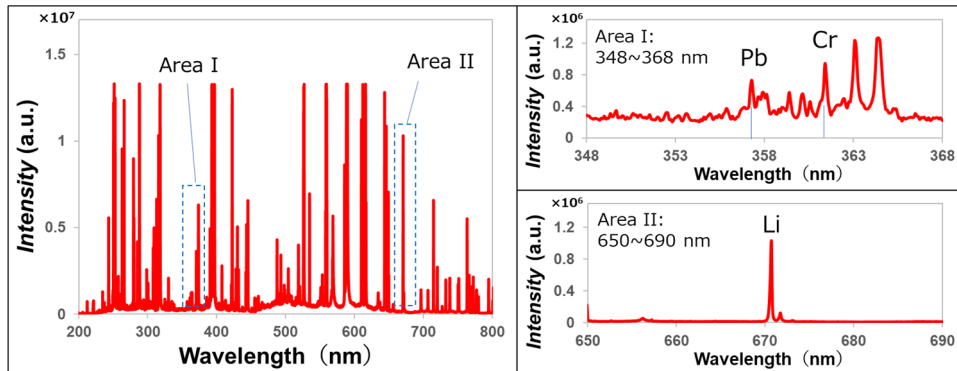 ×10⁷
Area I
Area II
Intensity (a.u.)
1
0.5
0
200 300 400 500 600 700 800
Wavelength（nm）
×10⁶
Area I:
348~368 nm
Pb
Cr
Intensity (a.u.)
1.2
0.8
0.4
0
348 353 358 363 368
Wavelength (nm)
×10⁶
Area II:
650~690 nm
Li
Intensity (a.u.)
1.2
0.8
0.4
0
650 660 670 680 690
Wavelength (nm)